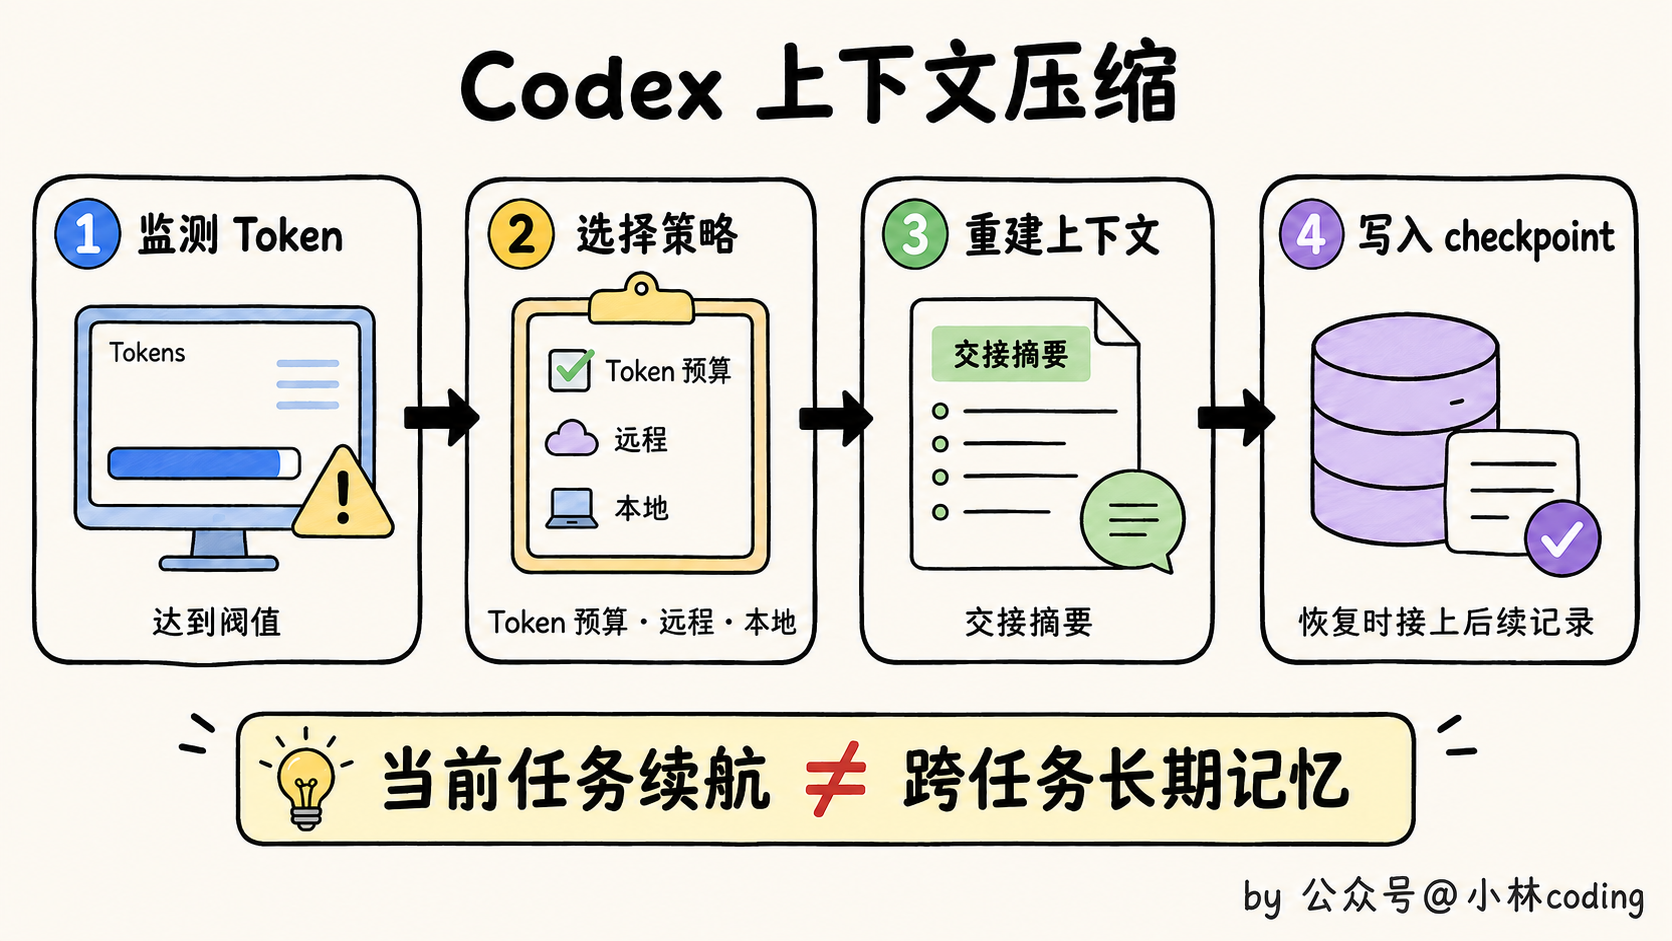 Codex 上下文压缩
1 监测 Token
Tokens
达到阀值
2 选择策略
Token 预算
远程
本地
Token 预算・远程・本地
3 重建上下文
交接摘要
交接摘要
4 写入 checkpoint
恢复时接上后续记录
当前任务续航 ≠ 跨任务长期记忆
by 公众号@小林coding